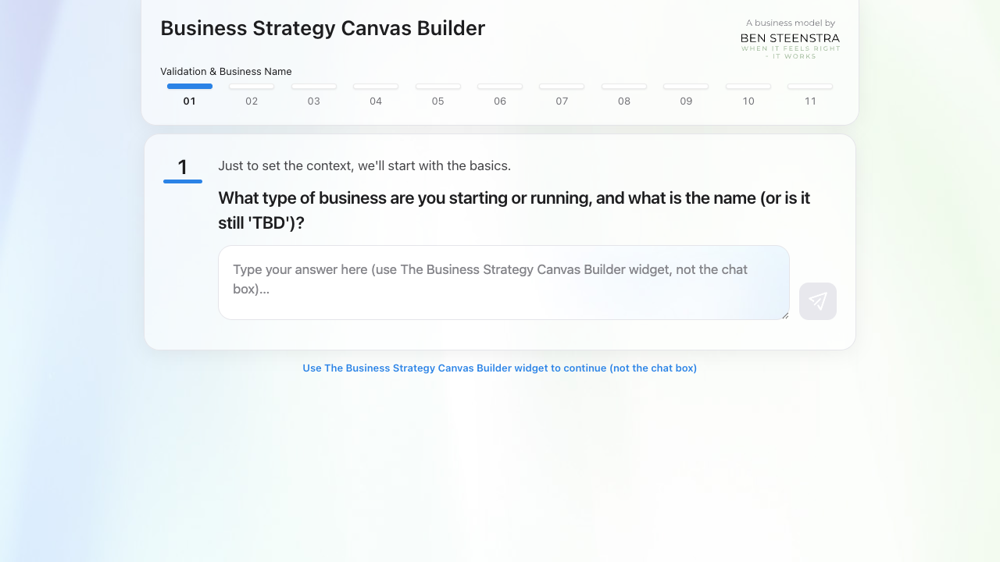 Business Strategy Canvas Builder
A business model by
BEN STEENSTRA
WHEN IT FEELS RIGHT
- IT WORKS
Validation & Business Name
01 02 03 04 05 06 07 08 09 10 11
1
Just to set the context, we'll start with the basics.
What type of business are you starting or running, and what is the name (or is it
still 'TBD')?
Type your answer here (use The Business Strategy Canvas Builder widget, not the chat
box)...
Use The Business Strategy Canvas Builder widget to continue (not the chat box)